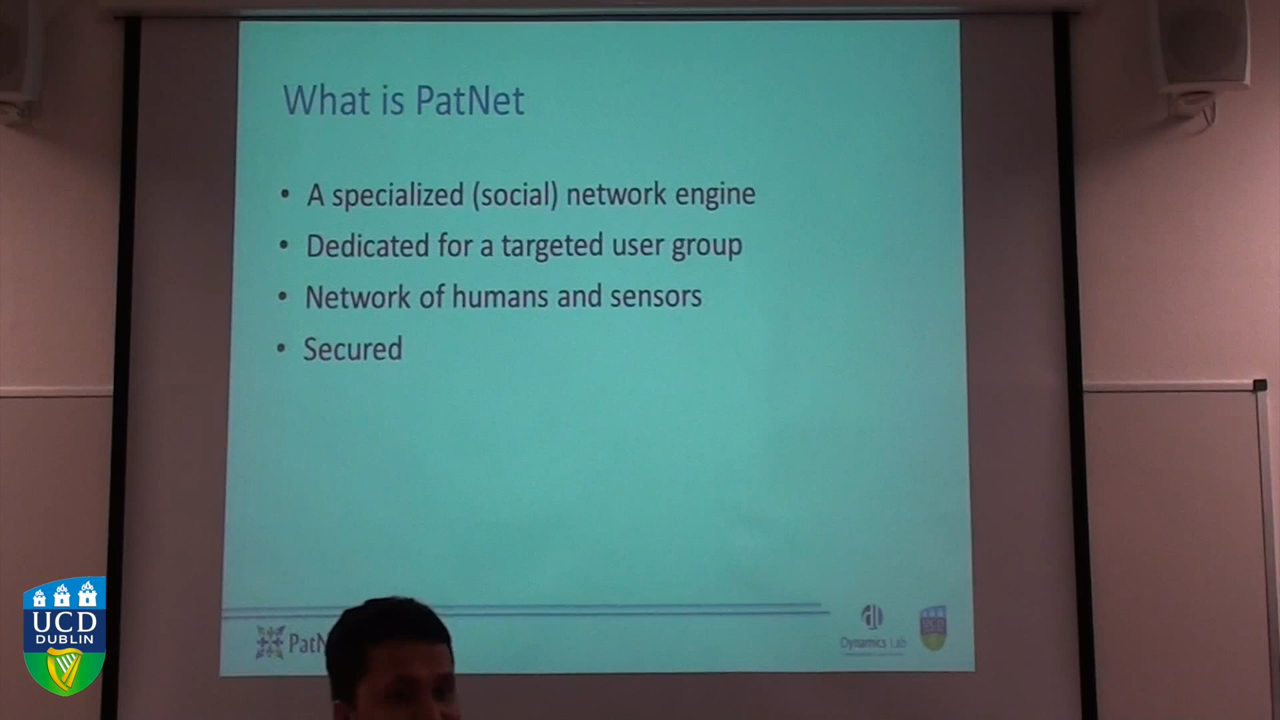 What is PatNet
• A specialized (social) network engine
• Dedicated for a targeted user group
• Network of humans and sensors
• Secured
Dynamics Lab
UCD
DUBLIN